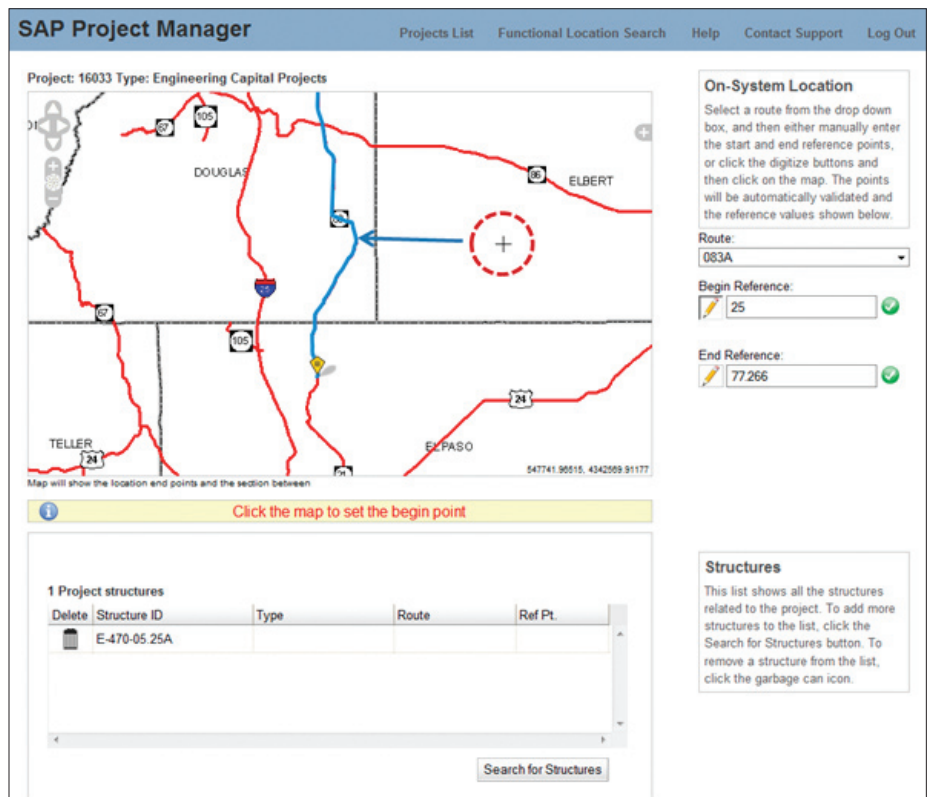 SAP Project Manager
Projects List Functional Location Search Help Contact Support Log Out
Project: 16033 Type: Engineering Capital Projects
105
67
DOUGLAS
86
ELBERT
25
67
105
24
TELLER
24
ELPASO
21
547741.96515, 4342569.91177
Map will show the location end points and the section between
Click the map to set the begin point
1 Project structures
Delete Structure ID Type Route Ref Pt.
E-470-05.25A
Search for Structures
On-System Location
Select a route from the drop down
box, and then either manually enter
the start and end reference points,
or click the digitize buttons and
then click on the map. The points
will be automatically validated and
the reference values shown below.
Route:
083A
Begin Reference:
25
End Reference:
77.266
Structures
This list shows all the structures
related to the project. To add more
structures to the list, click the
Search for Structures button. To
remove a structure from the list,
click the garbage can icon.